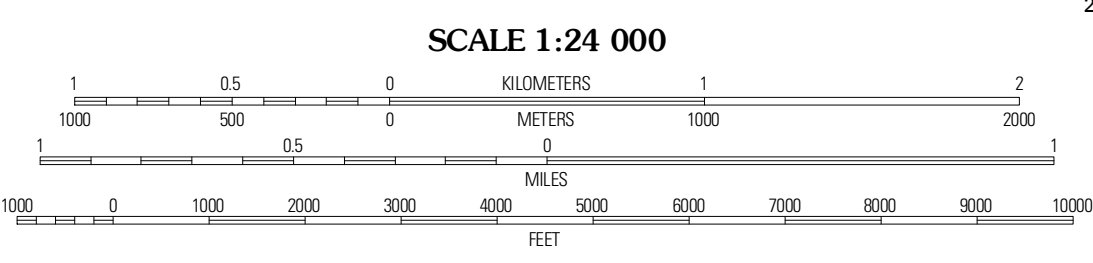 2
SCALE 1:24 000
1 0.5 0 KILOMETERS 1 2
1000 500 0 METERS 1000 2000
1 0.5 0 1
MILES
1000 0 1000 2000 3000 4000 5000 6000 7000 8000 9000 10000
FEET